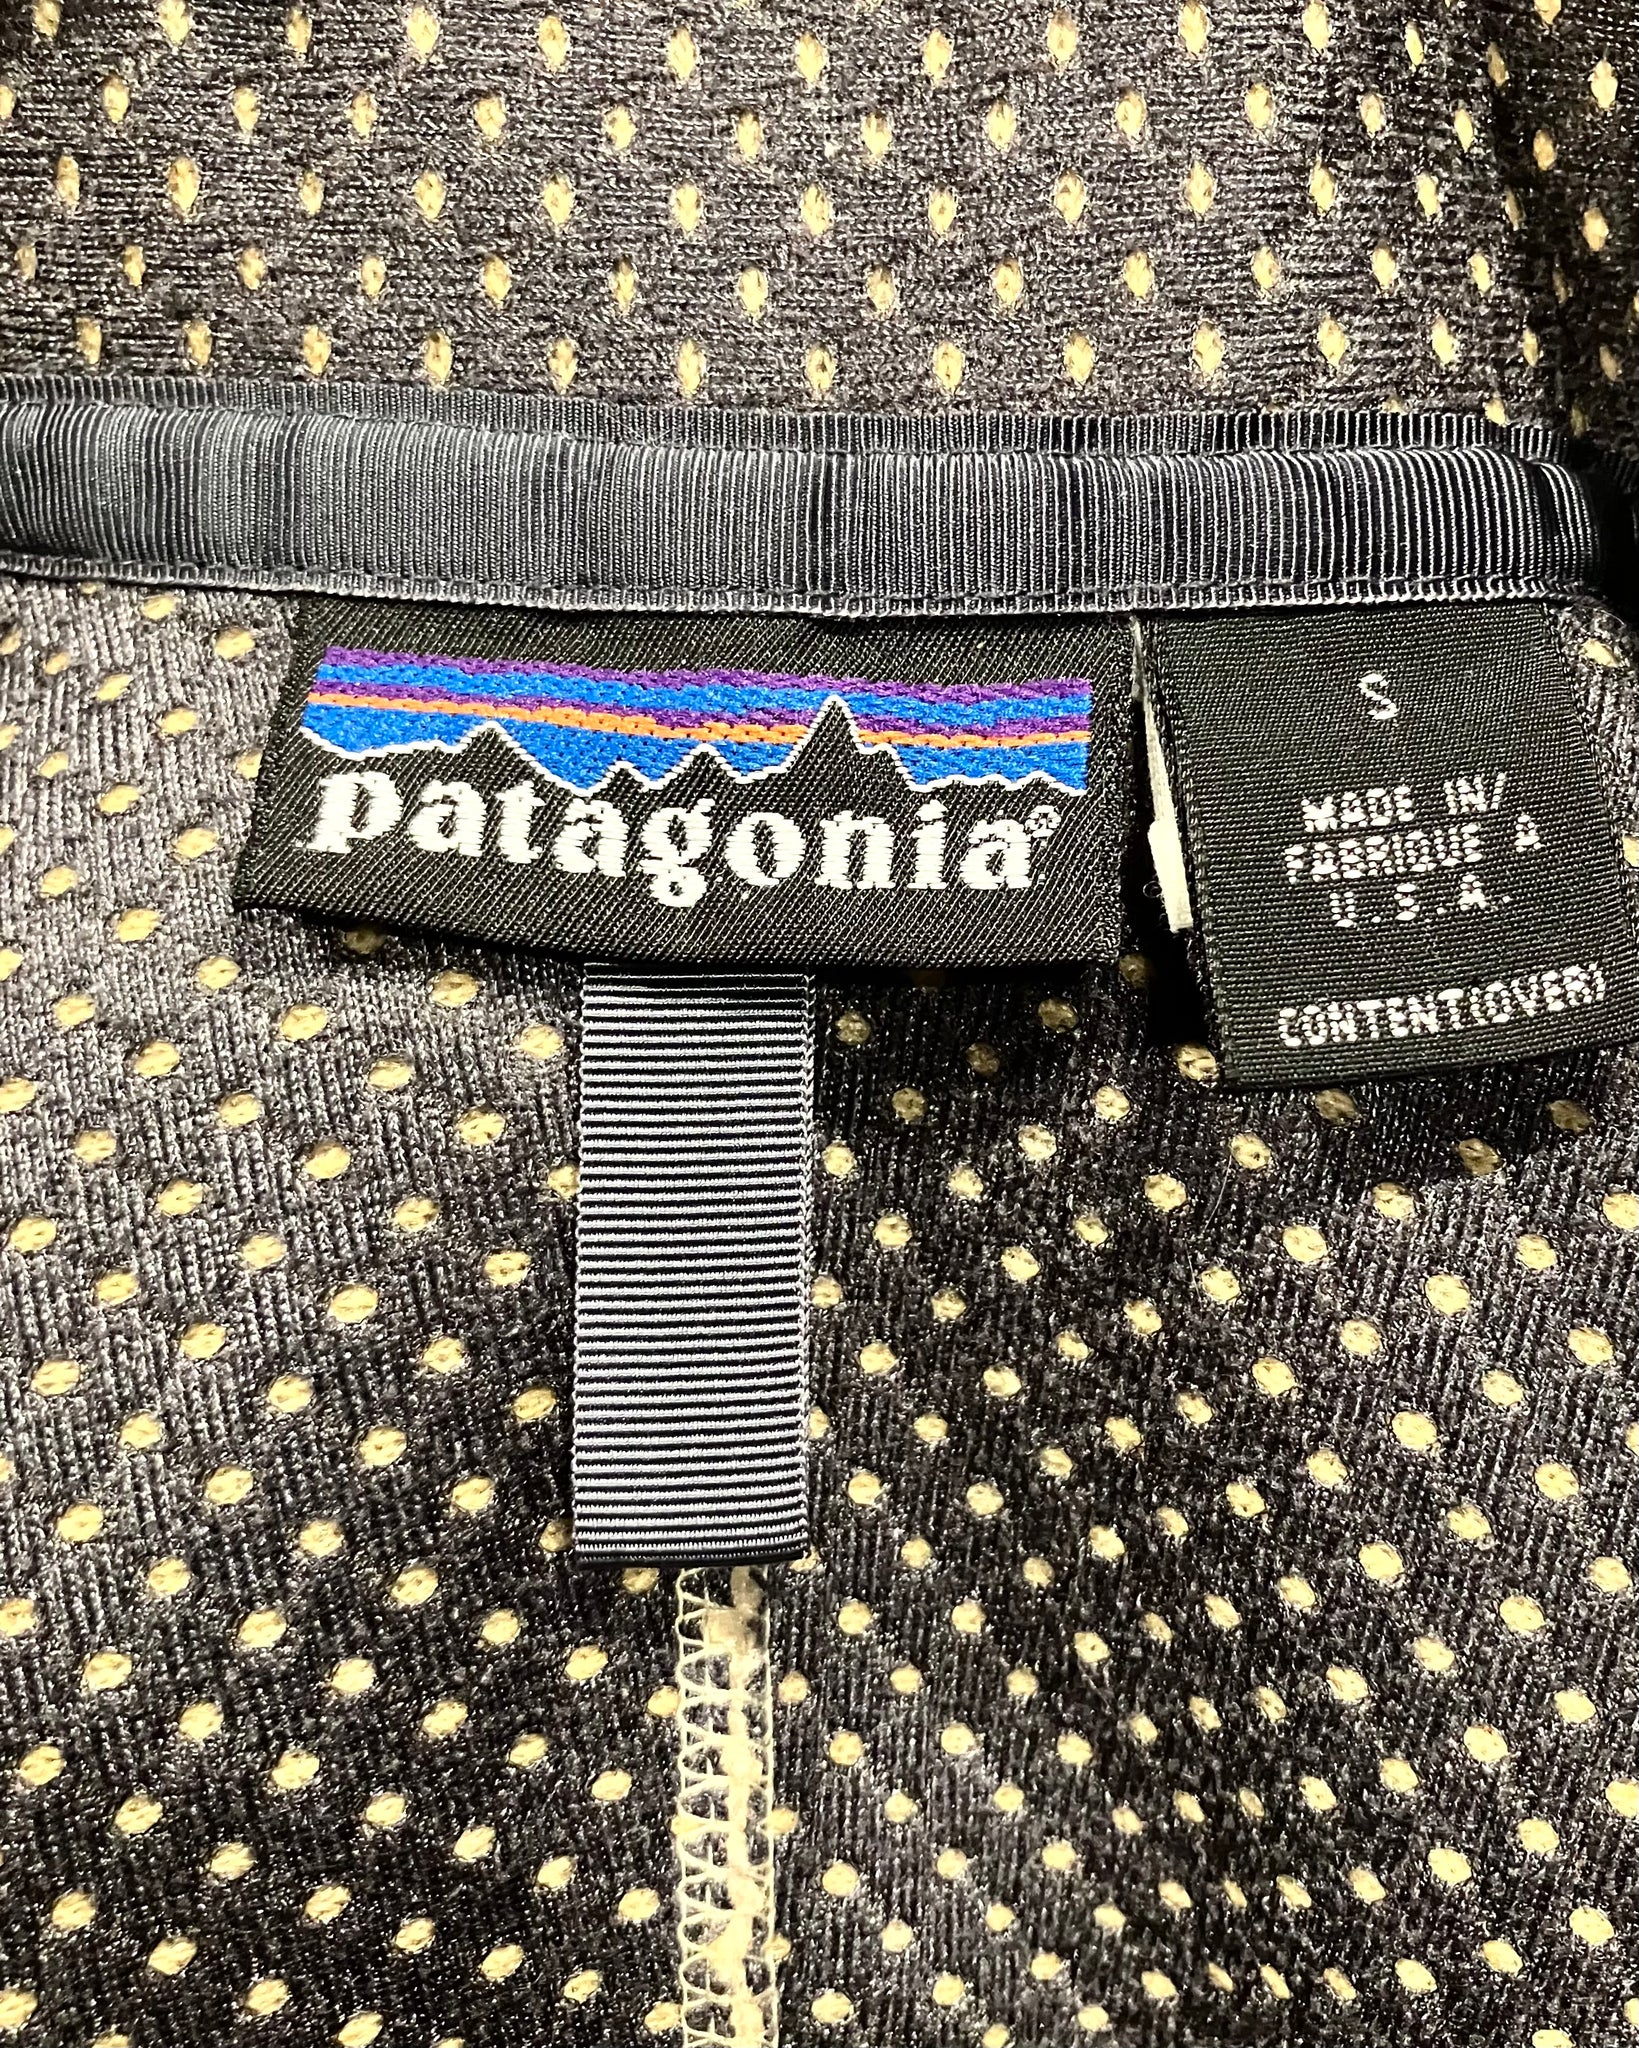 patagonia®
S
MADE IN/
FABRIQUE A
U.S.A.
CONTENT(OVER)